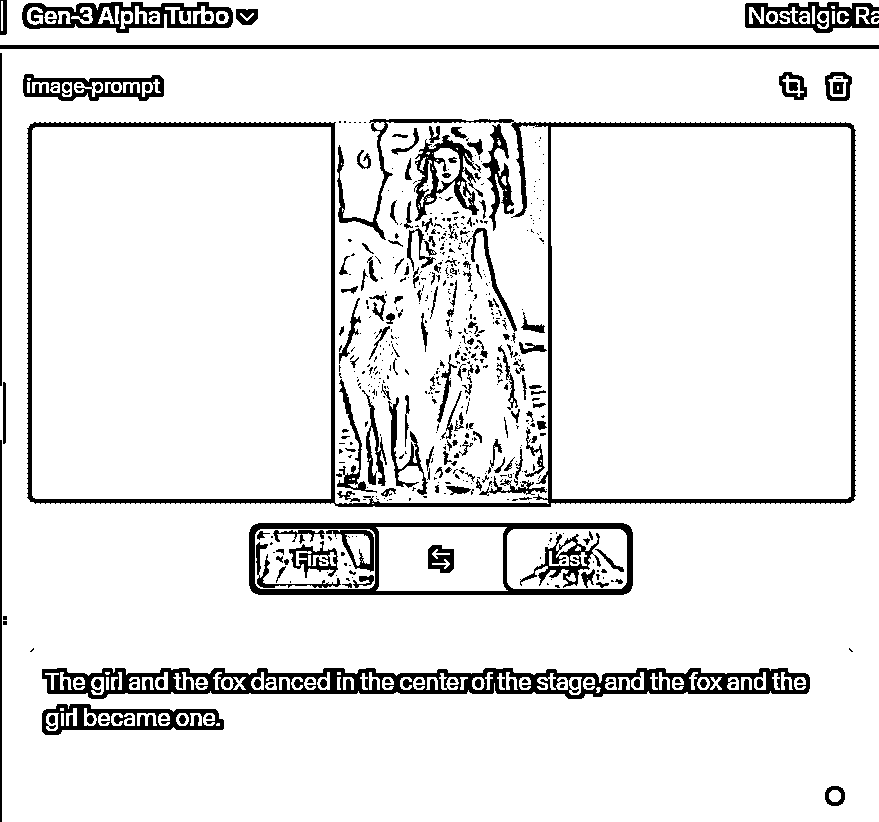 Gen-3 Alpha Turbo
Nostalgic Ra
image-prompt
First
Last
The girl and the fox danced in the center of the stage, and the fox and the
girl became one.